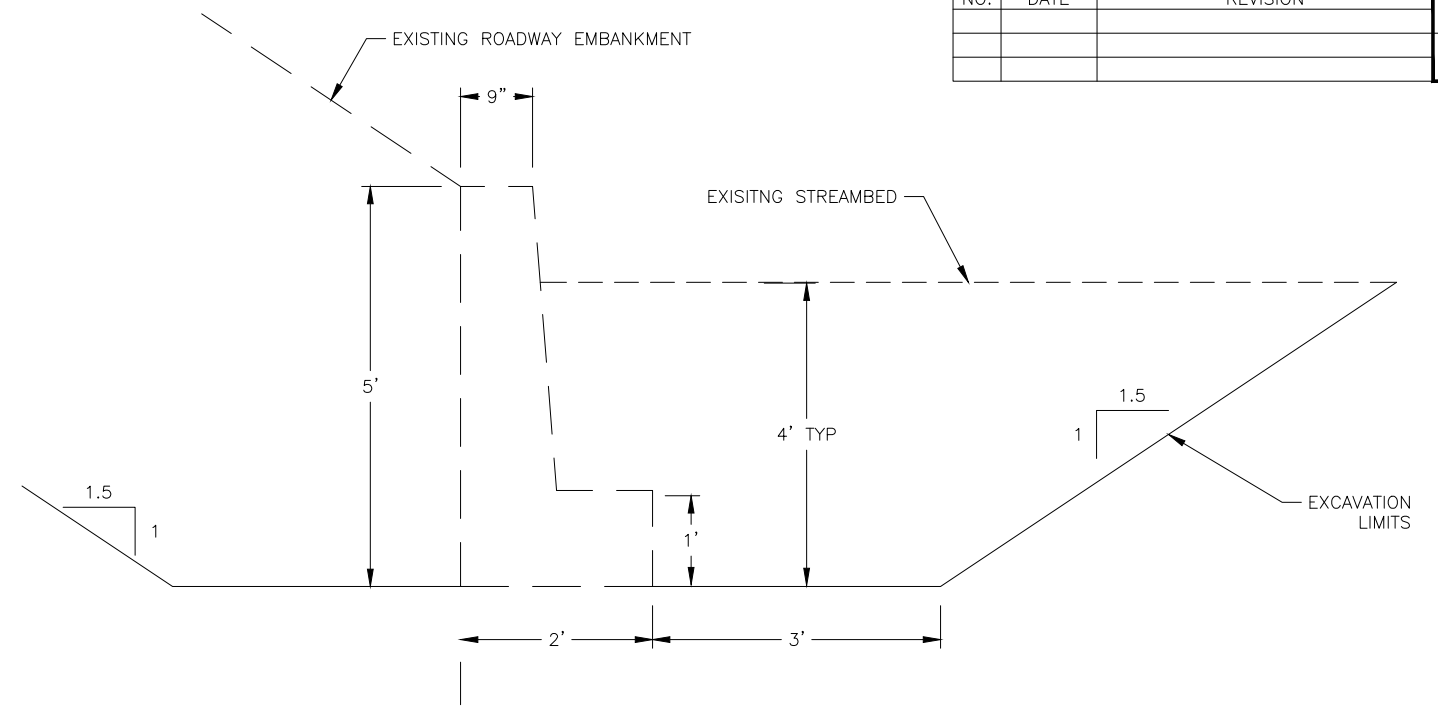 NO. DATE REVISION
EXISTING ROADWAY EMBANKMENT
9"
EXISITNG STREAMBED
5'
1.5
1
4' TYP
1.5
1
EXCAVATION
LIMITS
1'
2'
3'